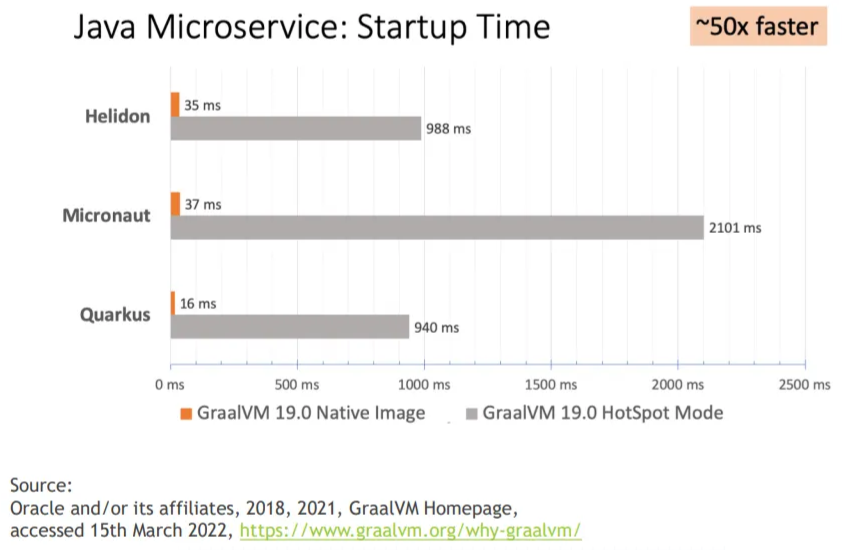 Java Microservice: Startup Time
~50x faster
Helidon
35 ms
988 ms
Micronaut
37 ms
2101 ms
Quarkus
16 ms
940 ms
0 ms 500 ms 1000 ms 1500 ms 2000 ms 2500 ms
GraalVM 19.0 Native Image GraalVM 19.0 HotSpot Mode
Source:
Oracle and/or its affiliates, 2018, 2021, GraalVM Homepage,
accessed 15th March 2022, https://www.graalvm.org/why-graalvm/